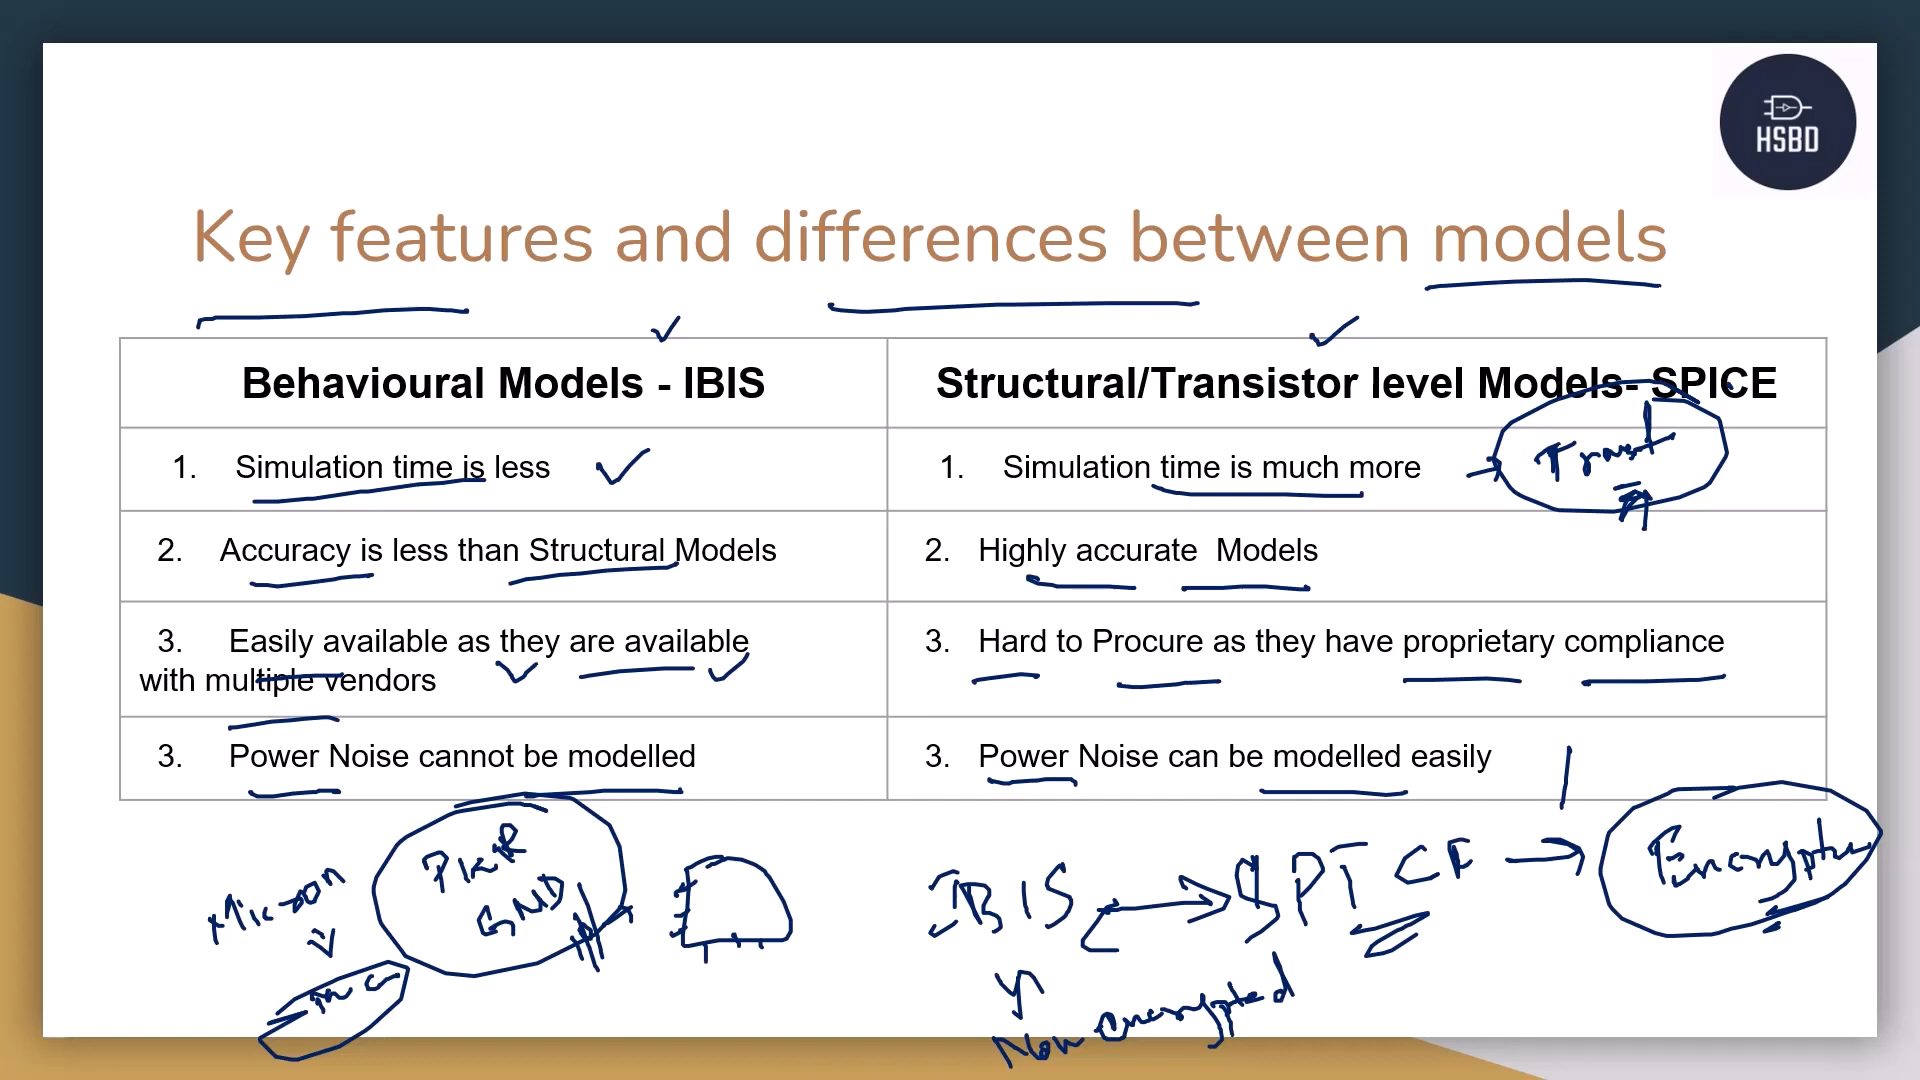 HSBD
Key features and differences between models
Behavioural Models - IBIS
Structural/Transistor level Models- SPICE
1. Simulation time is less
1. Simulation time is much more
2. Accuracy is less than Structural Models
2. Highly accurate Models
3. Easily available as they are available
with multiple vendors
3. Hard to Procure as they have proprietary compliance
3. Power Noise cannot be modelled
3. Power Noise can be modelled easily
Micron
GND
IBIS
SPICE
Non encrypted